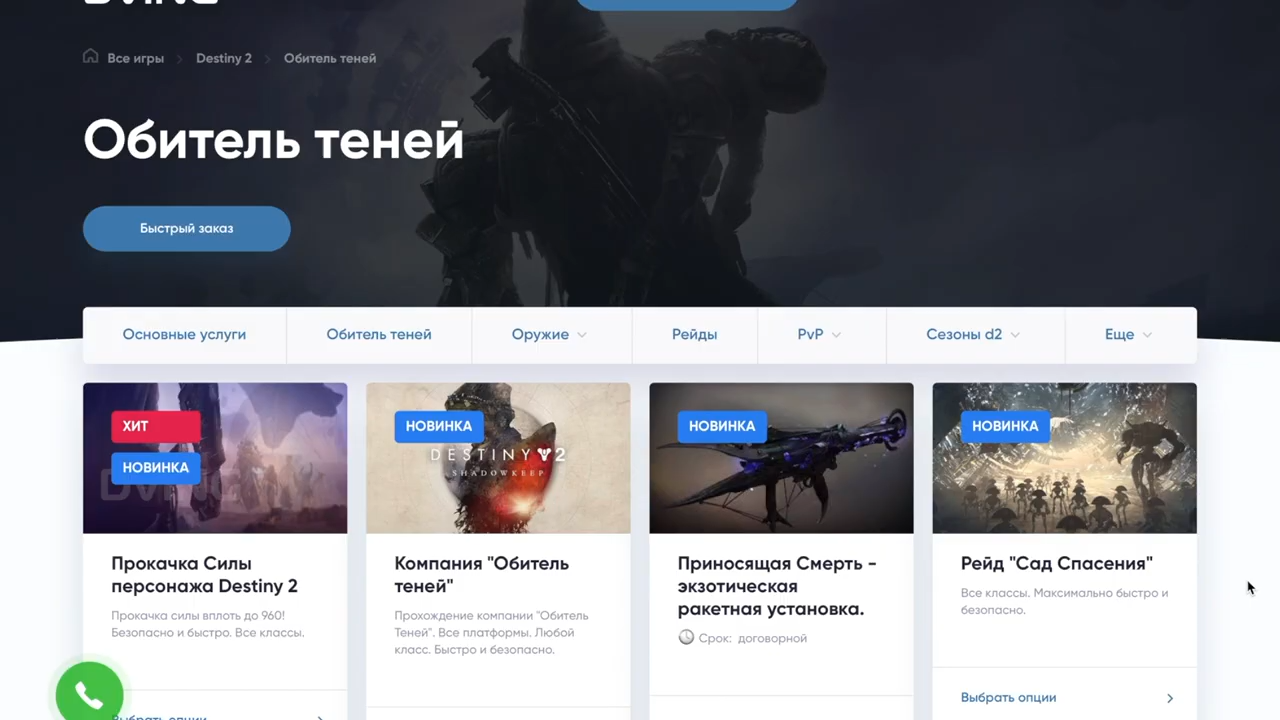 Все игры
Destiny 2
Обитель теней
Обитель теней
Быстрый заказ
Основные услуги
Обитель теней
Оружие
Рейды
PvP
Сезоны d2
Еще
ХИТ
НОВИНКА
НОВИНКА
DESTINY 2
SHADOWKEEP
НОВИНКА
НОВИНКА
Прокачка Силы
персонажа Destiny 2
Прокачка силы вплоть до 960!
Безопасно и быстро. Все классы.
Выбрать опции
Компания "Обитель
теней"
Прохождение компании "Обитель
Теней". Все платформы. Любой
класс. Быстро и безопасно.
Приносящая Смерть -
экзотическая
ракетная установка.
Срок: договорной
Рейд "Сад Спасения"
Все классы. Максимально быстро и
безопасно.
Выбрать опции